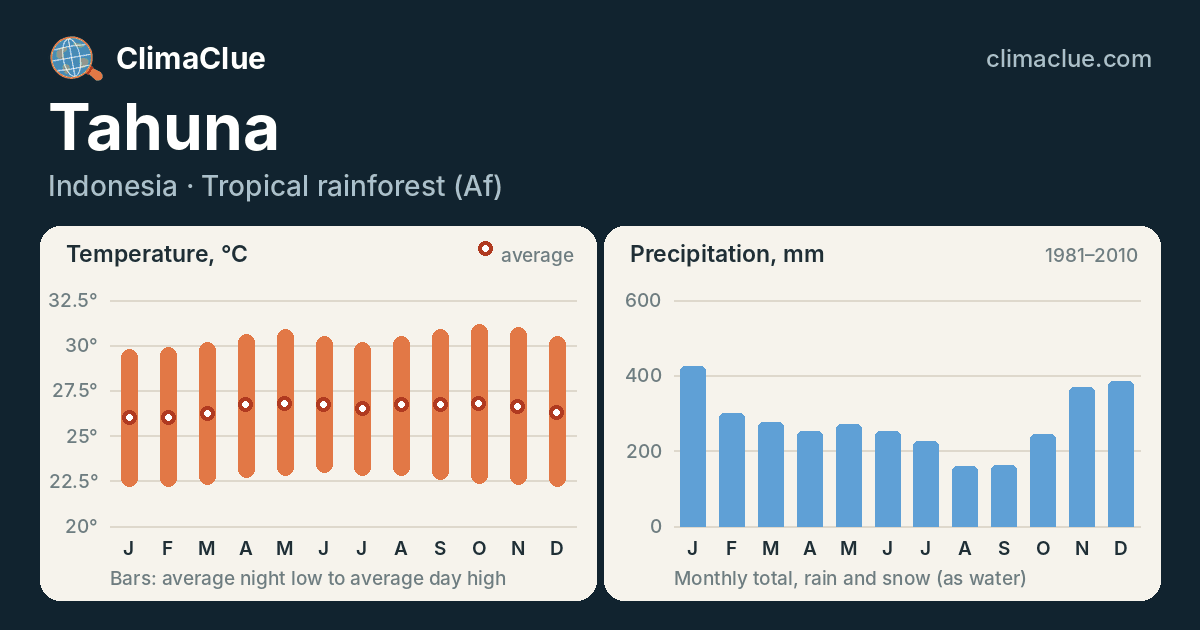 ClimaClue
climaclue.com
Tahuna
Indonesia · Tropical rainforest (Af)
Temperature, °C
average
32.5°
30°
27.5°
25°
22.5°
20°
J F M A M J J A S O N D
Bars: average night low to average day high
Precipitation, mm
1981–2010
600
400
200
0
J F M A M J J A S O N D
Monthly total, rain and snow (as water)